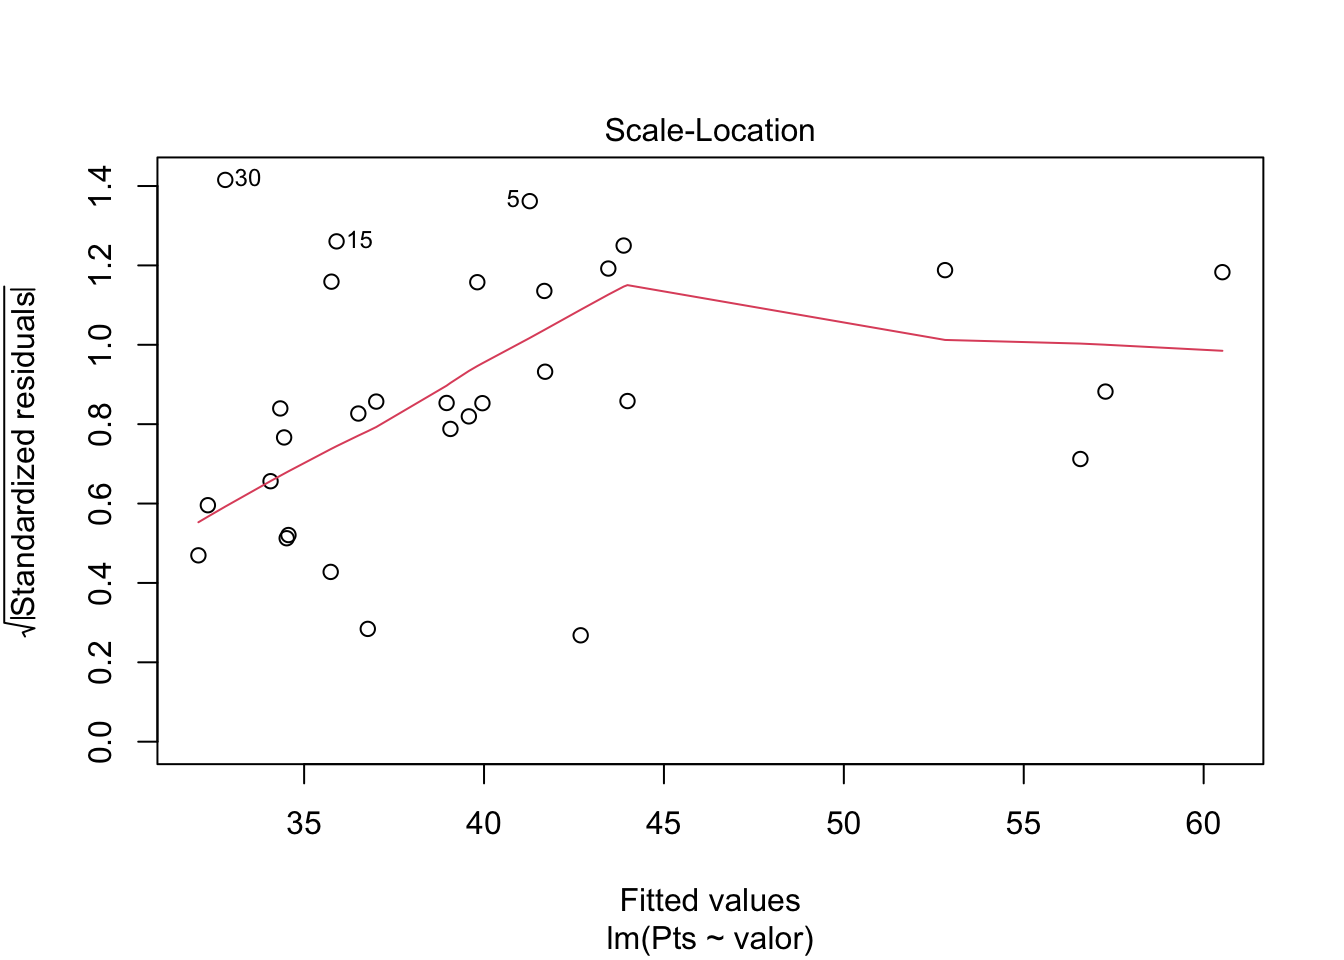 Scale-Location
√|Standardized residuals|
1.4
1.2
1.0
0.8
0.6
0.4
0.2
0.0
30
15
5
35 40 45 50 55 60
Fitted values
lm(Pts ~ valor)